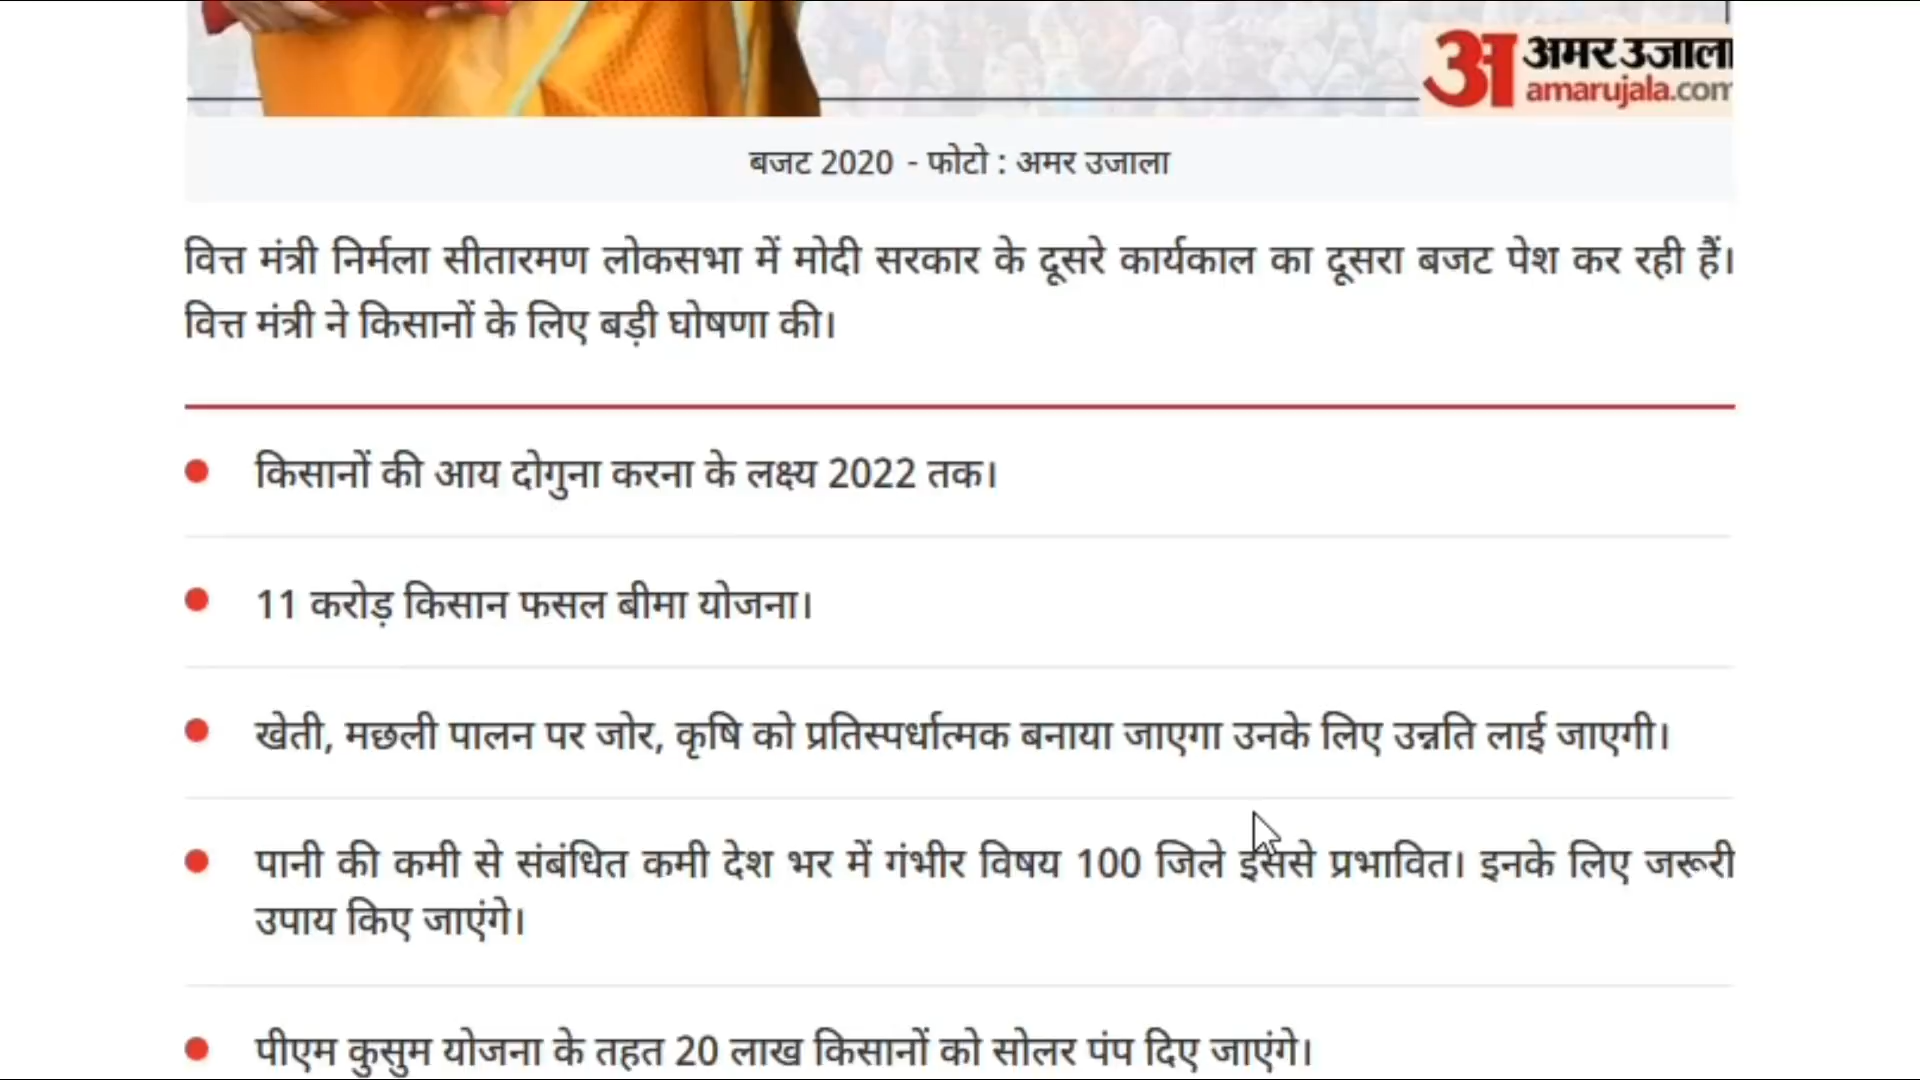 अमर उजाला
amarujala.com
बजट 2020 - फोटो : अमर उजाला
वित्त मंत्री निर्मला सीतारमण लोकसभा में मोदी सरकार के दूसरे कार्यकाल का दूसरा बजट पेश कर रही हैं।
वित्त मंत्री ने किसानों के लिए बड़ी घोषणा की।
किसानों की आय दोगुना करना के लक्ष्य 2022 तक।
11 करोड़ किसान फसल बीमा योजना।
खेती, मछली पालन पर जोर, कृषि को प्रतिस्पर्धात्मक बनाया जाएगा उनके लिए उन्नति लाई जाएगी।
पानी की कमी से संबंधित कमी देश भर में गंभीर विषय 100 जिले इससे प्रभावित। इनके लिए जरूरी
उपाय किए जाएंगे।
पीएम कुसुम योजना के तहत 20 लाख किसानों को सोलर पंप दिए जाएंगे।